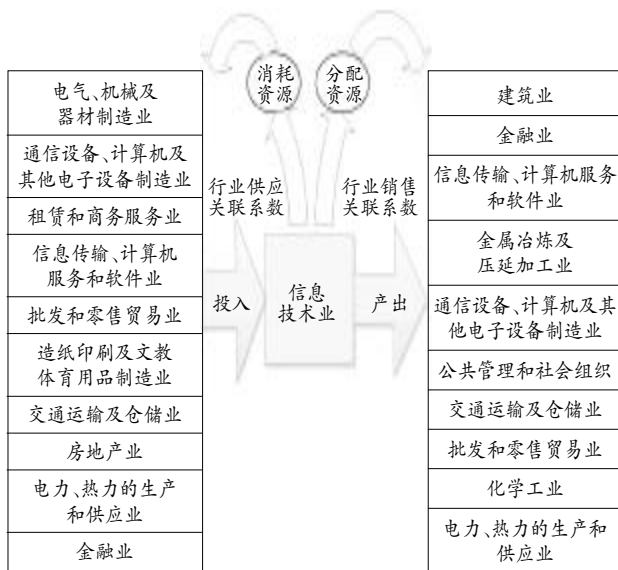 电气、机械及
器材制造业
通信设备、计算机及
其他电子设备制造业
租赁和商务服务业
信息传输、计算机
服务和软件业
批发和零售贸易业
造纸印刷及文教
体育用品制造业
交通运输及仓储业
房地产业
电力、热力的生产
和供应业
金融业
消耗
资源
分配
资源
行业供应
关联系数
行业销售
关联系数
投入
信息
技术业
产出
建筑业
金融业
信息传输、计算机服务
和软件业
金属冶炼及
压延加工业
通信设备、计算机及其
他电子设备制造业
公共管理和社会组织
交通运输及仓储业
批发和零售贸易业
化学工业
电力、热力的生产和
供应业